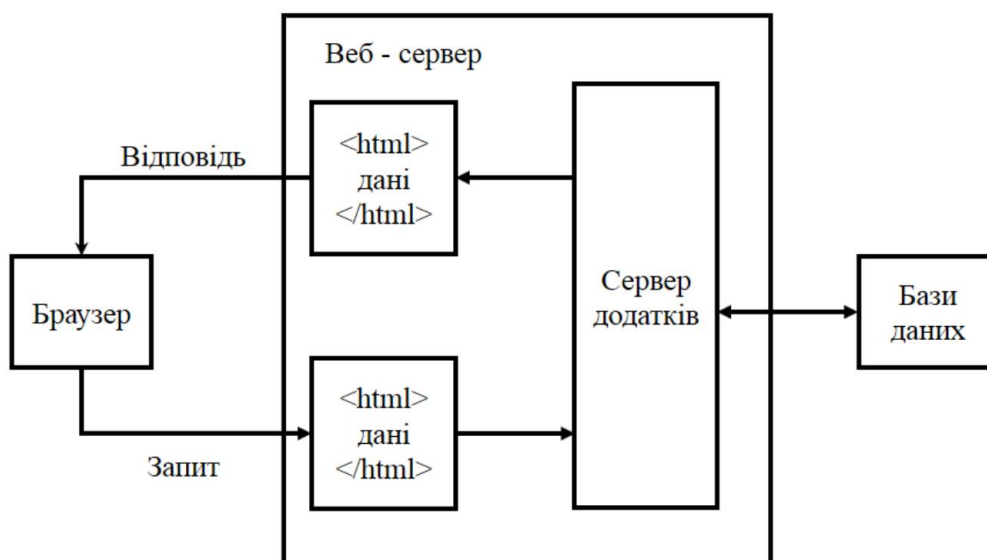 Веб - сервер
<html>
дані
</html>
Відповідь
Браузер
Сервер
додатків
Бази
даних
<html>
дані
</html>
Запит